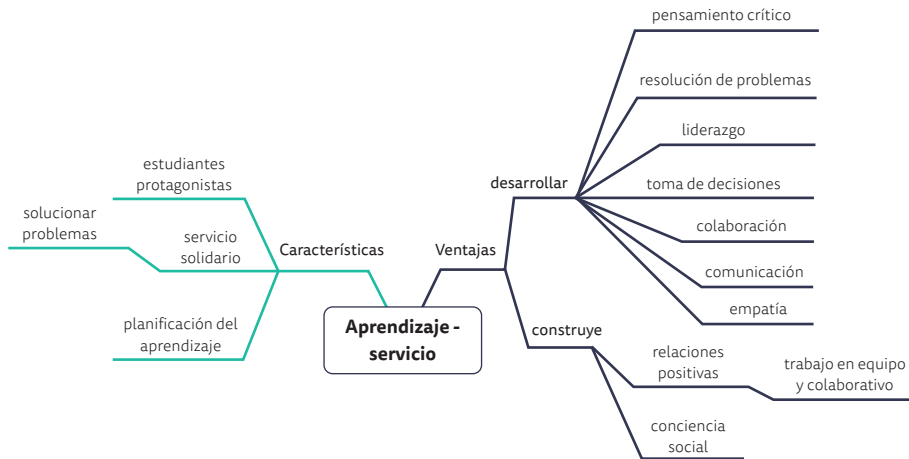 pensamiento crítico
resolución de problemas
liderazgo
estudiantes
protagonistas
desarrollar
toma de decisiones
solucionar
problemas
servicio
solidario
Características
Ventajas
colaboración
comunicación
planificación del
aprendizaje
Aprendizaje -
servicio
construye
empatía
relaciones
positivas
trabajo en equipo
y colaborativo
conciencia
social